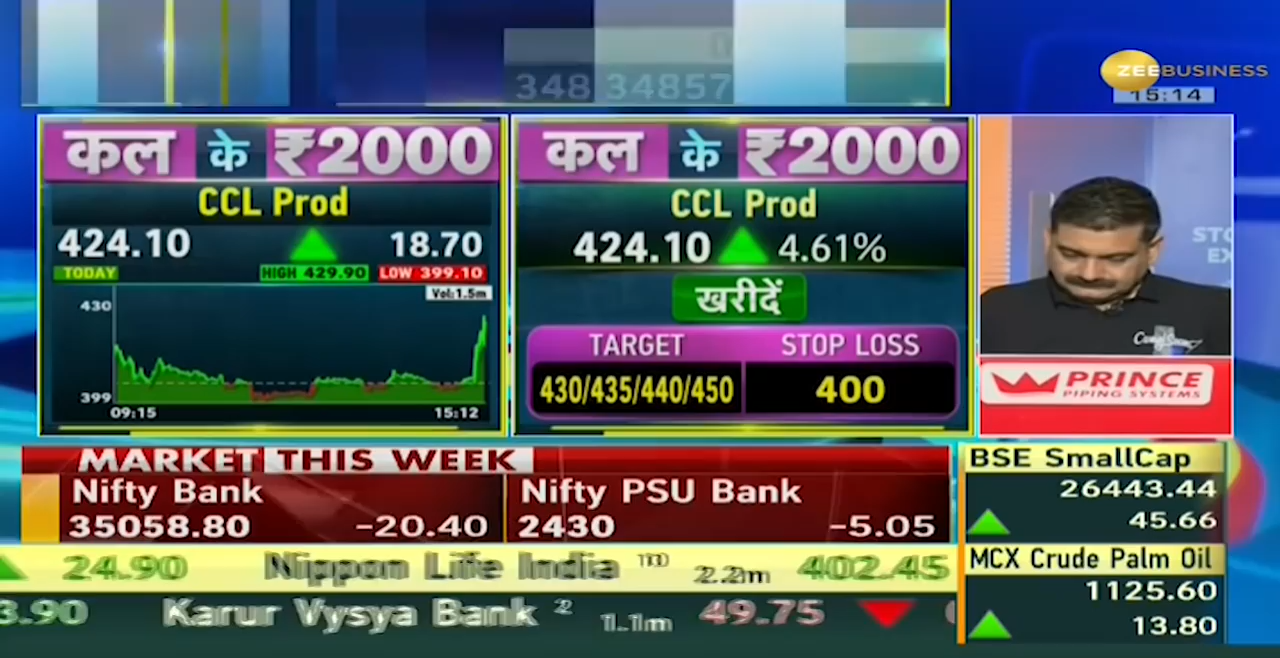 348 34857
ZEEBUSINESS
15:14
कल के ₹2000
CCL Prod
424.10 18.70
TODAY HIGH 429.90 LOW 399.10
Vol:1.5m
430
399
09:15 15:12
कल के ₹2000
CCL Prod
424.10 4.61%
खरीदें
TARGET STOP LOSS
430/435/440/450 400
PRINCE
PIPING SYSTEMS
MARKET THIS WEEK
Nifty Bank
35058.80 -20.40
Nifty PSU Bank
2430 -5.05
BSE SmallCap
26443.44
45.66
MCX Crude Palm Oil
1125.60
13.80
24.90 Nippon Life India 2.2m 402.45
3.90 Karur Vysya Bank 2 1.1m 49.75